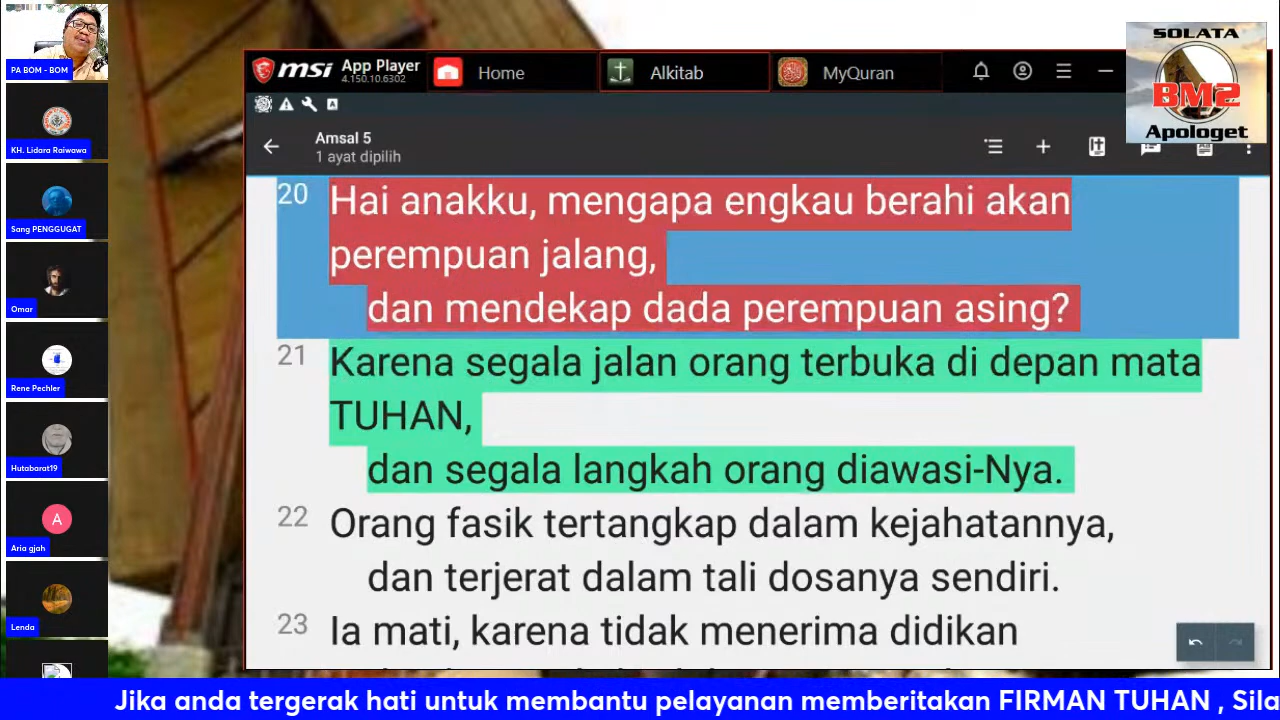 PA BOM - BOM
KH. Lidara Raiwawa
Sang PENGGUGAT
Omar
Rene Pechler
Hutabarat19
A
Aria gjah
Lenda
msi App Player
4.150.10.6302
Home
Alkitab
MyQuran
SOLATA
BM2
Apologet
Amsal 5
1 ayat dipilih
20 Hai anakku, mengapa engkau berahi akan
perempuan jalang,
dan mendekap dada perempuan asing?
21 Karena segala jalan orang terbuka di depan mata
TUHAN,
dan segala langkah orang diawasi-Nya.
22 Orang fasik tertangkap dalam kejahatannya,
dan terjerat dalam tali dosanya sendiri.
23 Ia mati, karena tidak menerima didikan
Jika anda tergerak hati untuk membantu pelayanan memberitakan FIRMAN TUHAN , Sila